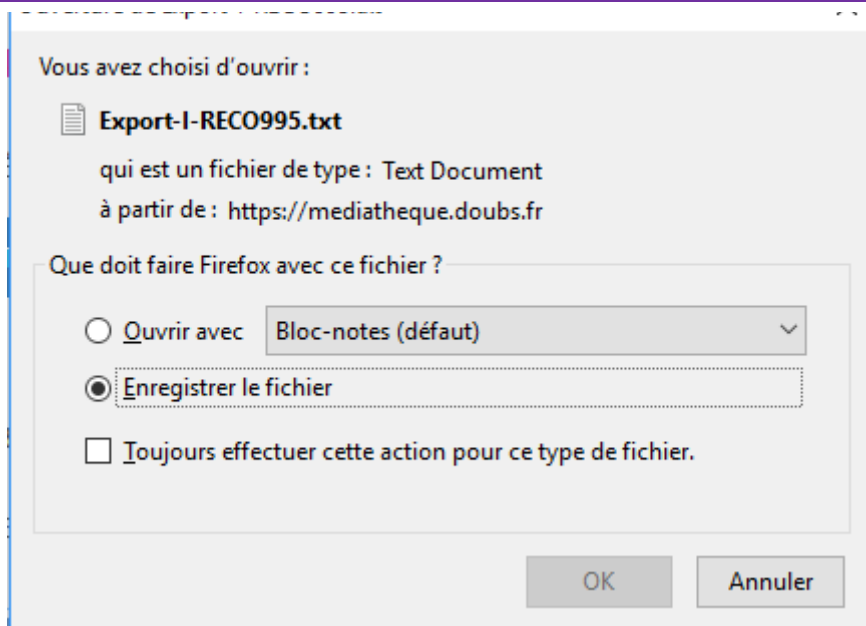 Vous avez choisi d'ouvrir :
Export-I-RECO995.txt
qui est un fichier de type : Text Document
à partir de : https://mediatheque.doubs.fr
Que doit faire Firefox avec ce fichier ?
Ouvrir avec Bloc-notes (défaut)
Enregistrer le fichier
Toujours effectuer cette action pour ce type de fichier.
OK Annuler